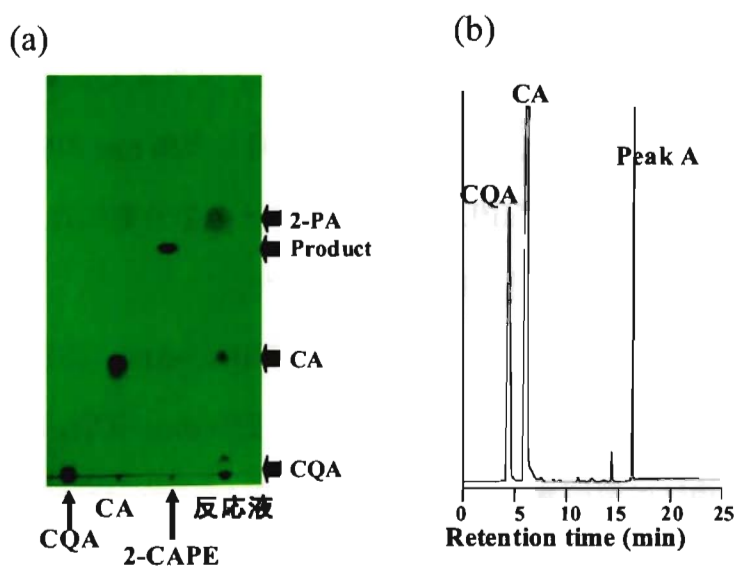 (a)
2-PA
Product
CA
CQA
CA
反応液
CQA
2-CAPE
(b)
CA
CQA
Peak A
0 5 10 15 20 25
Retention time (min)